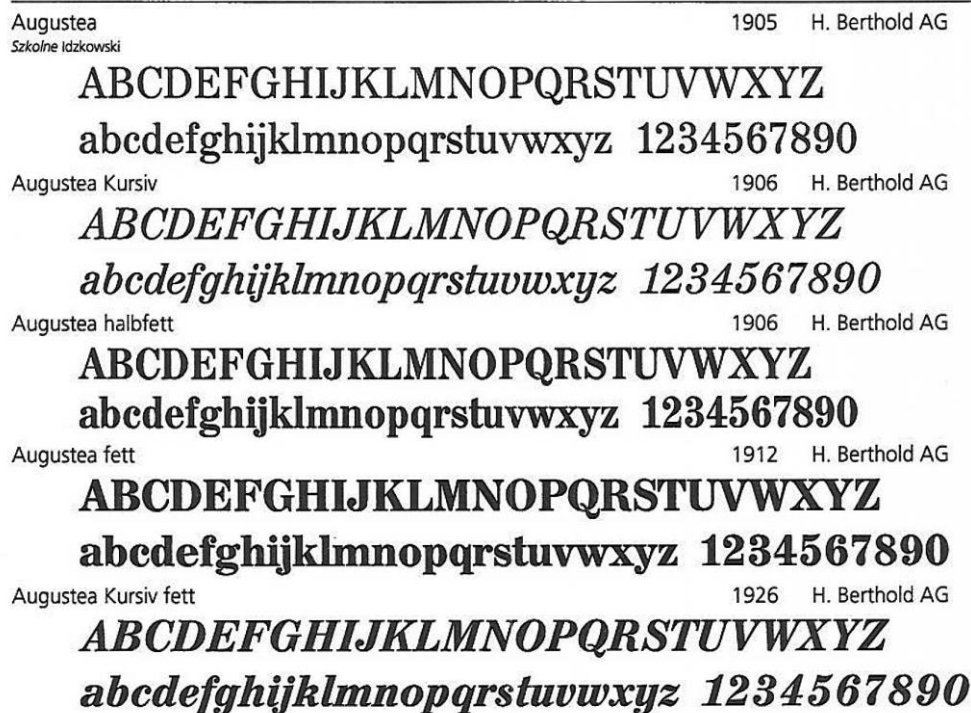 Augustea 1905 H. Berthold AG
Szkolne Idzkowski
ABCDEFGHIJKLMNOPQRSTUVWXYZ
abcdefghijklmnopqrstuvwxyz 1234567890
Augustea Kursiv 1906 H. Berthold AG
ABCDEFGHIJKLMNOPQRSTUVWXYZ
abcdefghijklmnopqrstuvwxyz 1234567890
Augustea halbfett 1906 H. Berthold AG
ABCDEFGHIJKLMNOPQRSTUVWXYZ
abcdefghijklmnopqrstuvwxyz 1234567890
Augustea fett 1912 H. Berthold AG
ABCDEFGHIJKLMNOPQRSTUVWXYZ
abcdefghijklmnopqrstuvwxyz 1234567890
Augustea Kursiv fett 1926 H. Berthold AG
ABCDEFGHIJKLMNOPQRSTUVWXYZ
abcdefghijklmnopqrstuvwxyz 1234567890